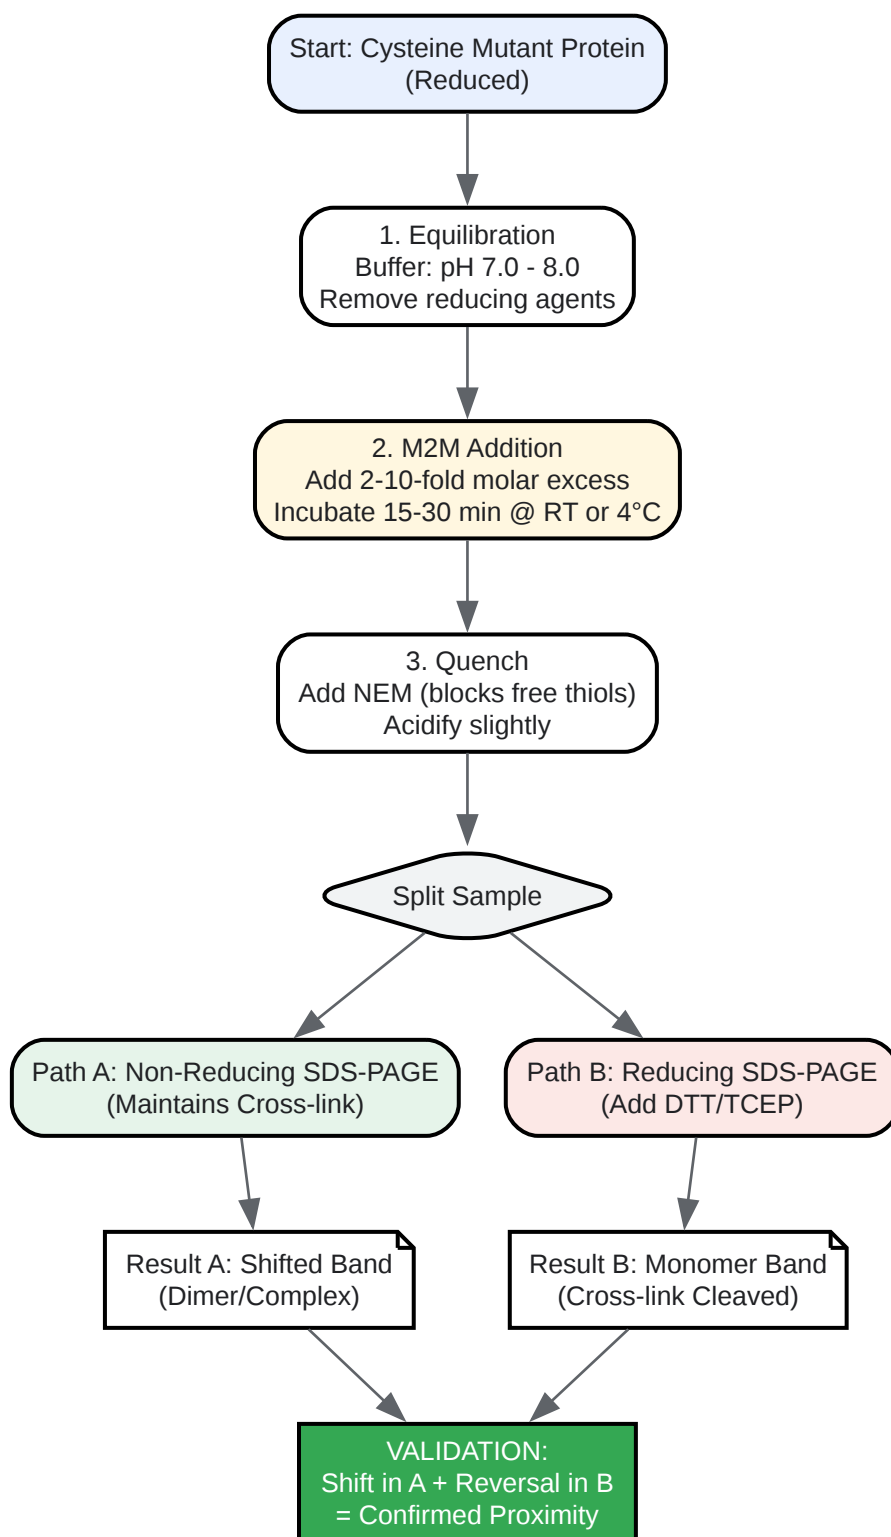 Start: Cysteine Mutant Protein
(Reduced)
1. Equilibration
Buffer: pH 7.0 - 8.0
Remove reducing agents
2. M2M Addition
Add 2-10-fold molar excess
Incubate 15-30 min @ RT or 4°C
3. Quench
Add NEM (blocks free thiols)
Acidify slightly
Split Sample
Path A: Non-Reducing SDS-PAGE
(Maintains Cross-link)
Path B: Reducing SDS-PAGE
(Add DTT/TCEP)
Result A: Shifted Band
(Dimer/Complex)
Result B: Monomer Band
(Cross-link Cleaved)
VALIDATION:
Shift in A + Reversal in B
= Confirmed Proximity